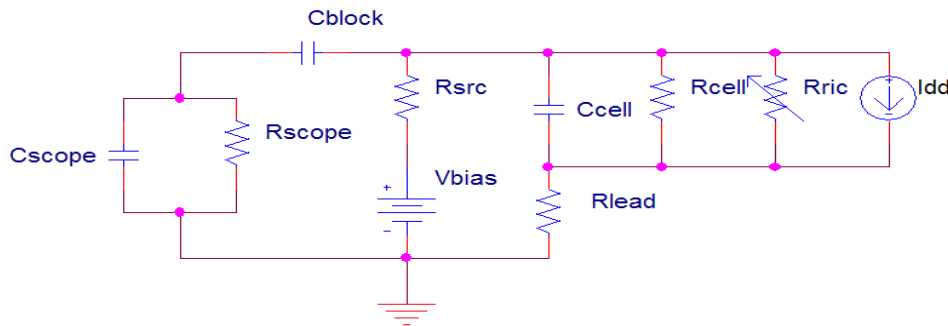 Cblock
Rsrc
Rcell
Rric
Idd
Ccell
Rscope
Cscope
Vbias
Rlead
+
-
+
-